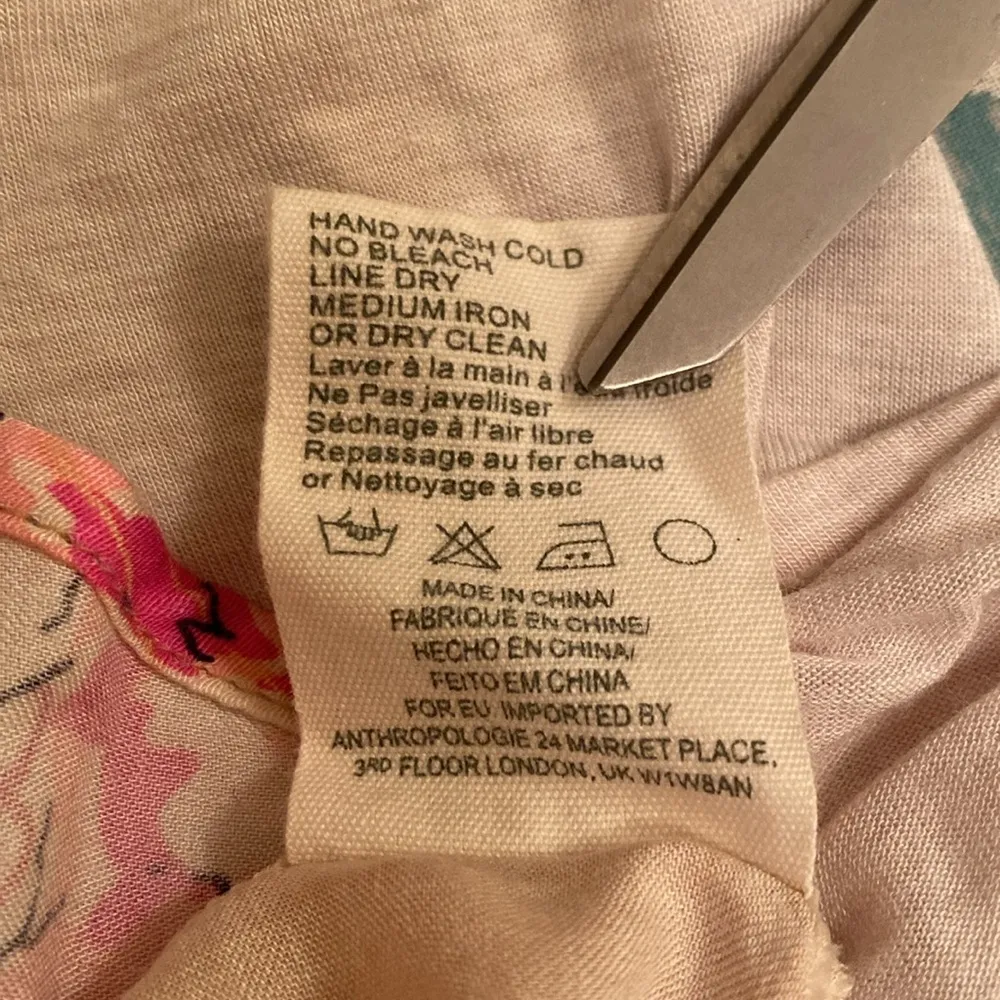 HAND WASH COLD
NO BLEACH
LINE DRY
MEDIUM IRON
OR DRY CLEAN
Laver à la main à l'eau froide
Ne Pas javelliser
Séchage à l'air libre
Repassage au fer chaud
or Nettoyage à sec
MADE IN CHINA/
FABRIQUÉ EN CHINE/
HECHO EN CHINA/
FEITO EM CHINA
FOR EU IMPORTED BY
ANTHROPOLOGIE 24 MARKET PLACE,
3RD FLOOR LONDON, UK W1W8AN